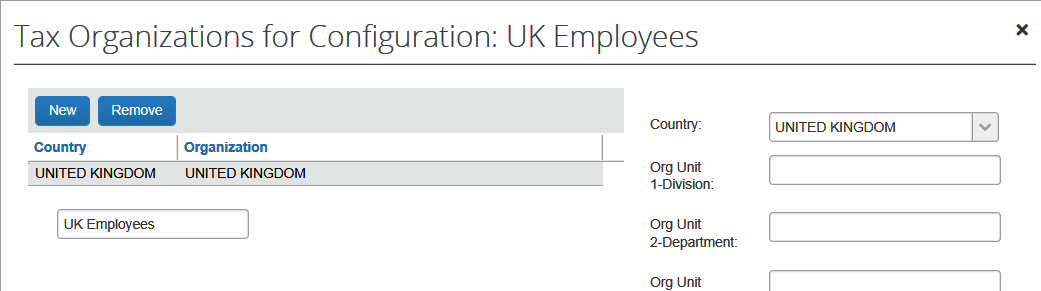 Tax Organizations for Configuration: UK Employees
New Remove
Country Organization
UNITED KINGDOM UNITED KINGDOM
UK Employees
Country: UNITED KINGDOM
Org Unit
1-Division:
Org Unit
2-Department:
Org Unit